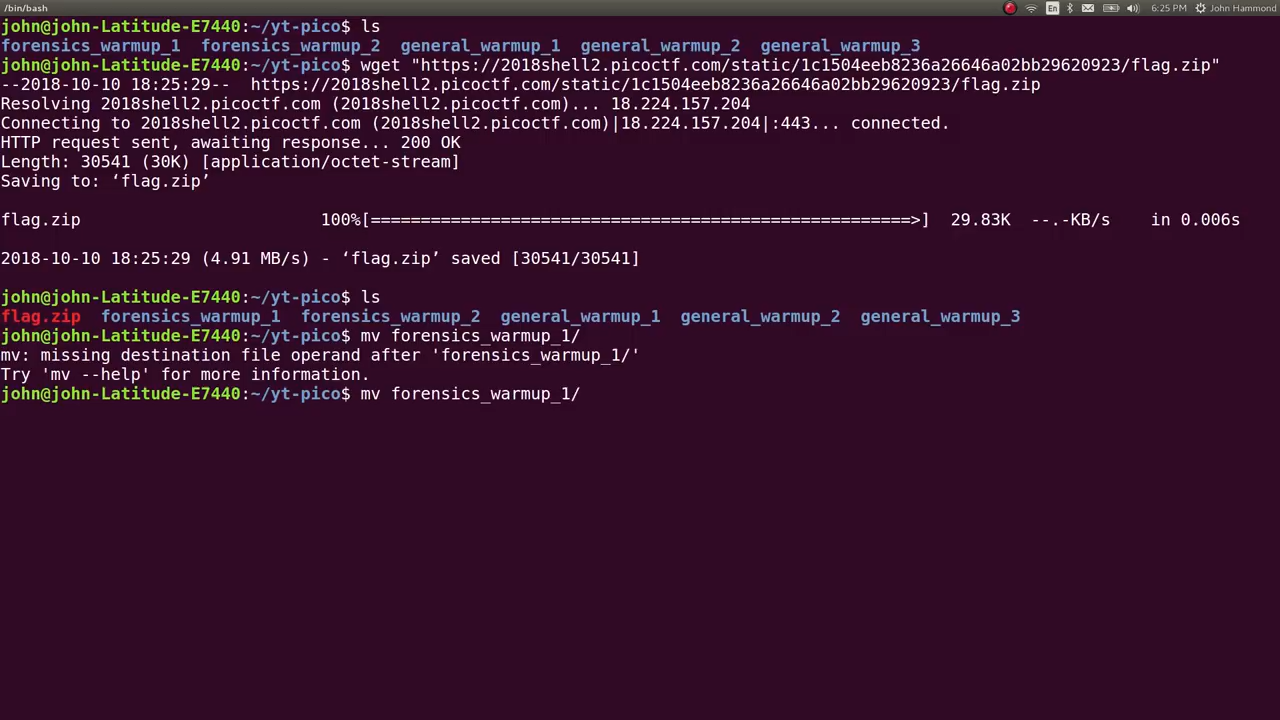 /bin/bash
En
6:25 PM
John Hammond
john@john-Latitude-E7440:~/yt-pico$ ls
forensics_warmup_1  forensics_warmup_2  general_warmup_1  general_warmup_2  general_warmup_3
john@john-Latitude-E7440:~/yt-pico$ wget "https://2018shell2.picoctf.com/static/1c1504eeb8236a26646a02bb29620923/flag.zip"
--2018-10-10 18:25:29--  https://2018shell2.picoctf.com/static/1c1504eeb8236a26646a02bb29620923/flag.zip
Resolving 2018shell2.picoctf.com (2018shell2.picoctf.com)... 18.224.157.204
Connecting to 2018shell2.picoctf.com (2018shell2.picoctf.com)|18.224.157.204|:443... connected.
HTTP request sent, awaiting response... 200 OK
Length: 30541 (30K) [application/octet-stream]
Saving to: ‘flag.zip’
flag.zip                        100%[======================================================>]  29.83K  --.-KB/s    in 0.006s
2018-10-10 18:25:29 (4.91 MB/s) - ‘flag.zip’ saved [30541/30541]
john@john-Latitude-E7440:~/yt-pico$ ls
flag.zip  forensics_warmup_1  forensics_warmup_2  general_warmup_1  general_warmup_2  general_warmup_3
john@john-Latitude-E7440:~/yt-pico$ mv forensics_warmup_1/
mv: missing destination file operand after 'forensics_warmup_1/'
Try 'mv --help' for more information.
john@john-Latitude-E7440:~/yt-pico$ mv forensics_warmup_1/